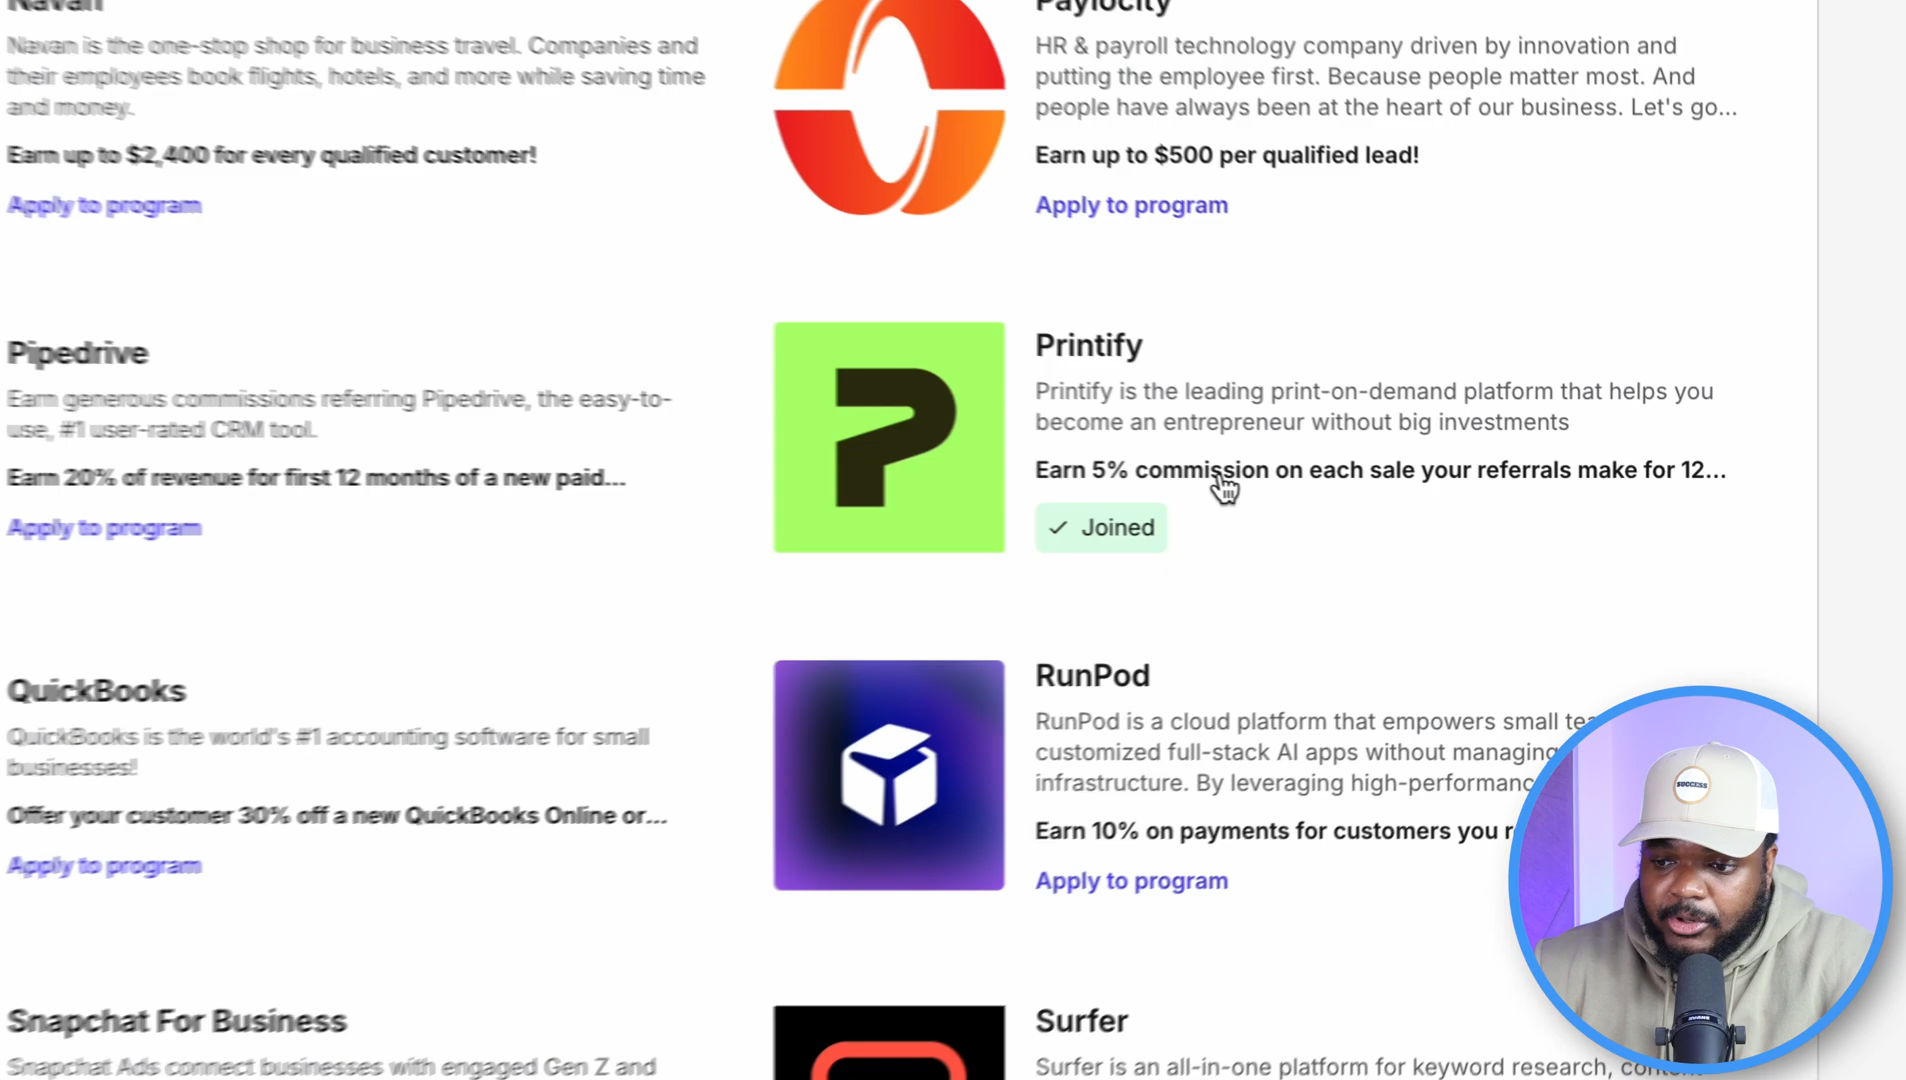 Navan
Navan is the one-stop shop for business travel. Companies and
their employees book flights, hotels, and more while saving time
and money.
Earn up to $2,400 for every qualified customer!
Apply to program
Paylocity
HR & payroll technology company driven by innovation and
putting the employee first. Because people matter most. And
people have always been at the heart of our business. Let's go...
Earn up to $500 per qualified lead!
Apply to program
Pipedrive
Earn generous commissions referring Pipedrive, the easy-to-
use, #1 user-rated CRM tool.
Earn 20% of revenue for first 12 months of a new paid...
Apply to program
Printify
Printify is the leading print-on-demand platform that helps you
become an entrepreneur without big investments
Earn 5% commission on each sale your referrals make for 12...
Joined
QuickBooks
QuickBooks is the world's #1 accounting software for small
businesses!
Offer your customer 30% off a new QuickBooks Online or...
Apply to program
RunPod
RunPod is a cloud platform that empowers small
customized full-stack AI apps without managing
infrastructure. By leveraging high-performanc
Earn 10% on payments for customers you
Apply to program
Snapchat For Business
Snapchat Ads connect businesses with engaged Gen Z and
Surfer
Surfer is an all-in-one platform for keyword research,
SUCCESS